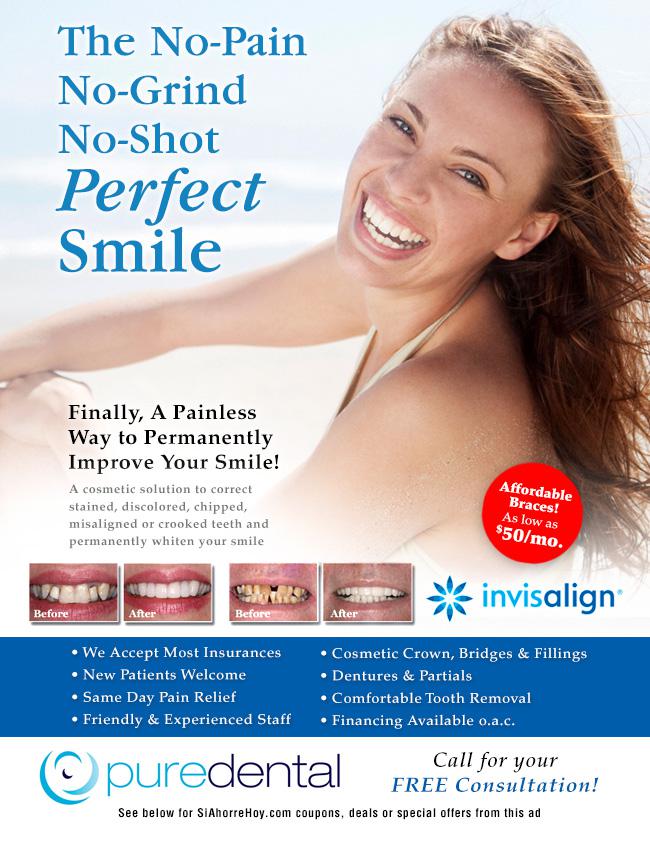 The No-Pain
No-Grind
No-Shot
Perfect
Smile
Finally, A Painless
Way to Permanently
Improve Your Smile!
A cosmetic solution to correct
stained, discolored, chipped,
misaligned or crooked teeth and
permanently whiten your smile
Affordable
Braces!
As low as
$50/mo.
Before
After
Before
After
invisalign®
• We Accept Most Insurances
• New Patients Welcome
• Same Day Pain Relief
• Friendly & Experienced Staff
• Cosmetic Crown, Bridges & Fillings
• Dentures & Partials
• Comfortable Tooth Removal
• Financing Available o.a.c.
puredental
Call for your
FREE Consultation!
See below for SiAhorreHoy.com coupons, deals or special offers from this ad